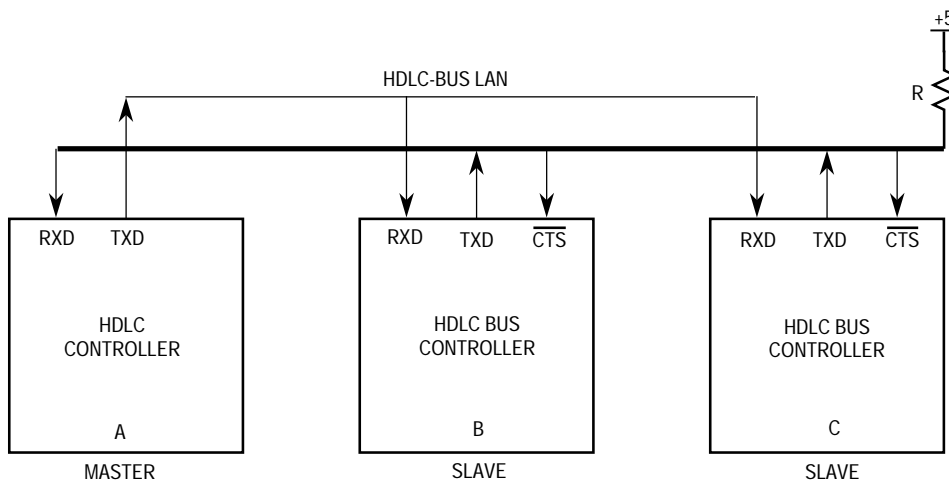 +5
HDLC-BUS LAN
R
RXD TXD
RXD TXD CTS
RXD TXD CTS
HDLC
CONTROLLER
HDLC BUS
CONTROLLER
HDLC BUS
CONTROLLER
A
B
C
MASTER
SLAVE
SLAVE